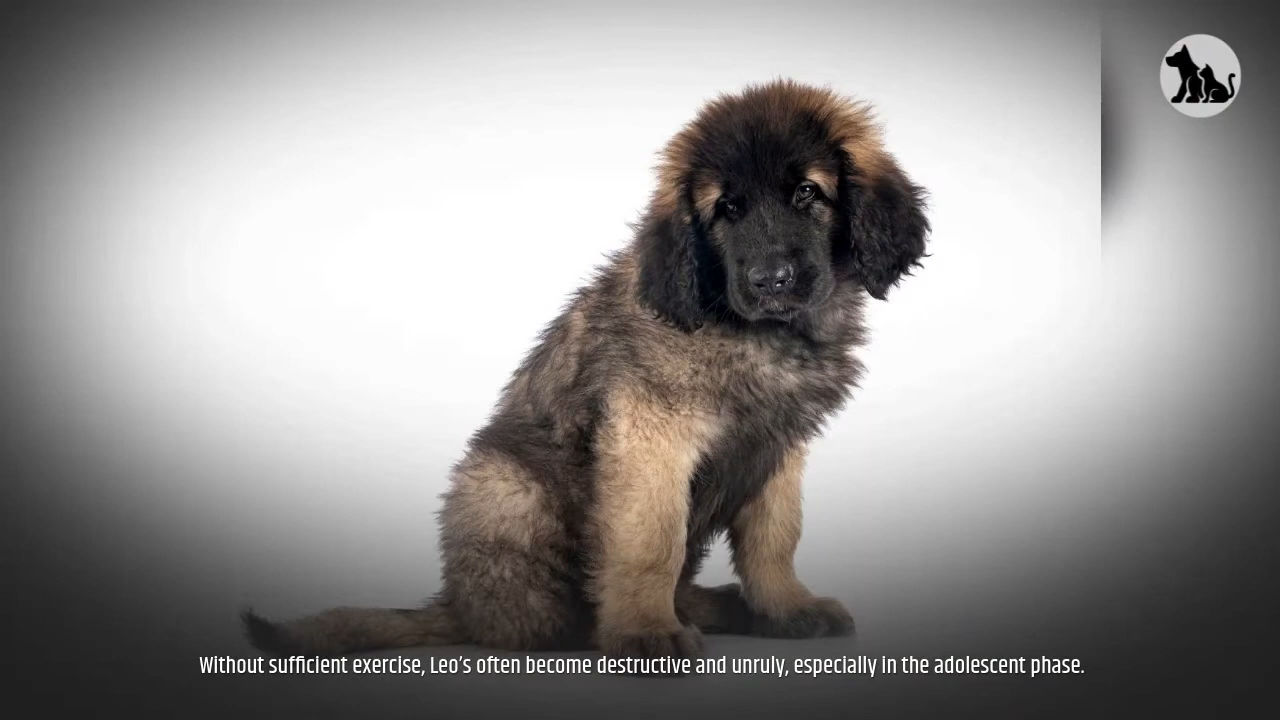 Without sufficient exercise, Leo’s often become destructive and unruly, especially in the adolescent phase.